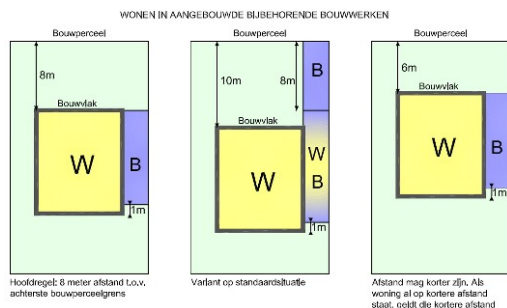 WONEN IN AANGEBOUWDE BIJBEHORENDE BOUWWERKEN
Bouwperceel
8m
Bouwvlak
W
B
1m
Hoofdregel: 8 meter afstand t.o.v.
achterste bouwperceelgrens
Bouwperceel
10m
8m
B
Bouwvlak
W
W
B
1m
Variant op standaardsituatie
Bouwperceel
6m
Bouwvlak
W
B
1m
Afstand mag korter zijn. Als
woning al op kortere afstand
staat, geldt die kortere afstand